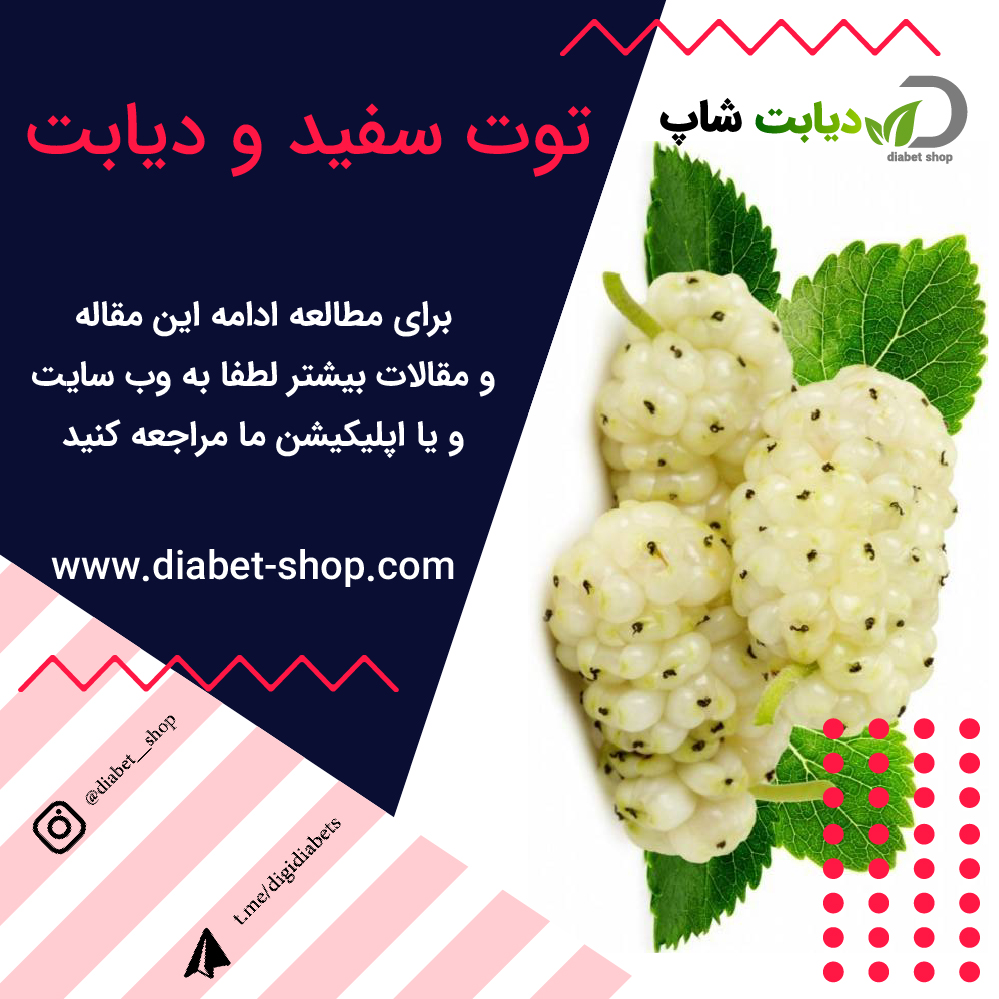 دیابت شاپ
diabet shop
توت سفید و دیابت
برای مطالعه ادامه این مقاله
و مقالات بیشتر لطفا به وب سایت
و یا اپلیکیشن ما مراجعه کنید
www.diabet-shop.com
@diabet__shop
t.me/digidiabets